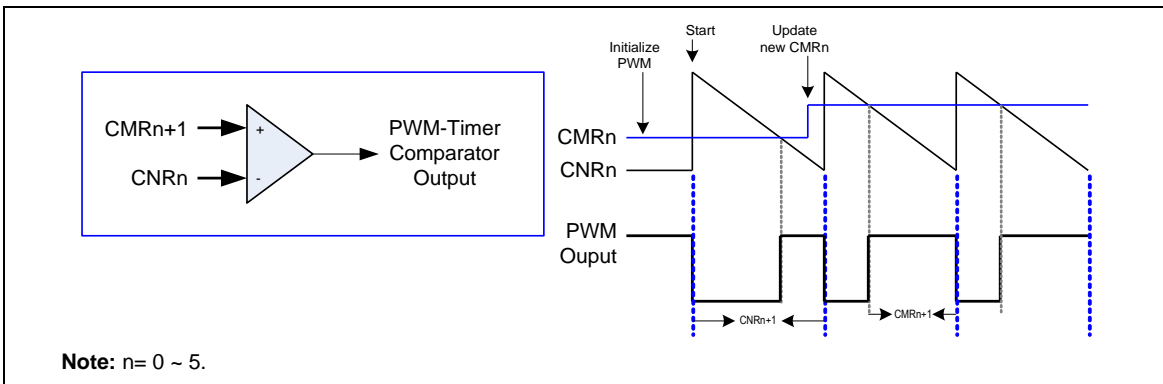 CMRn+1
CNRn
+
-
PWM-Timer
Comparator
Output
Initialize
PWM
Start
Update
new CMRn
CMRn
CNRn
PWM
Ouput
CNRn+1
CMRn+1
Note: n= 0 ~ 5.